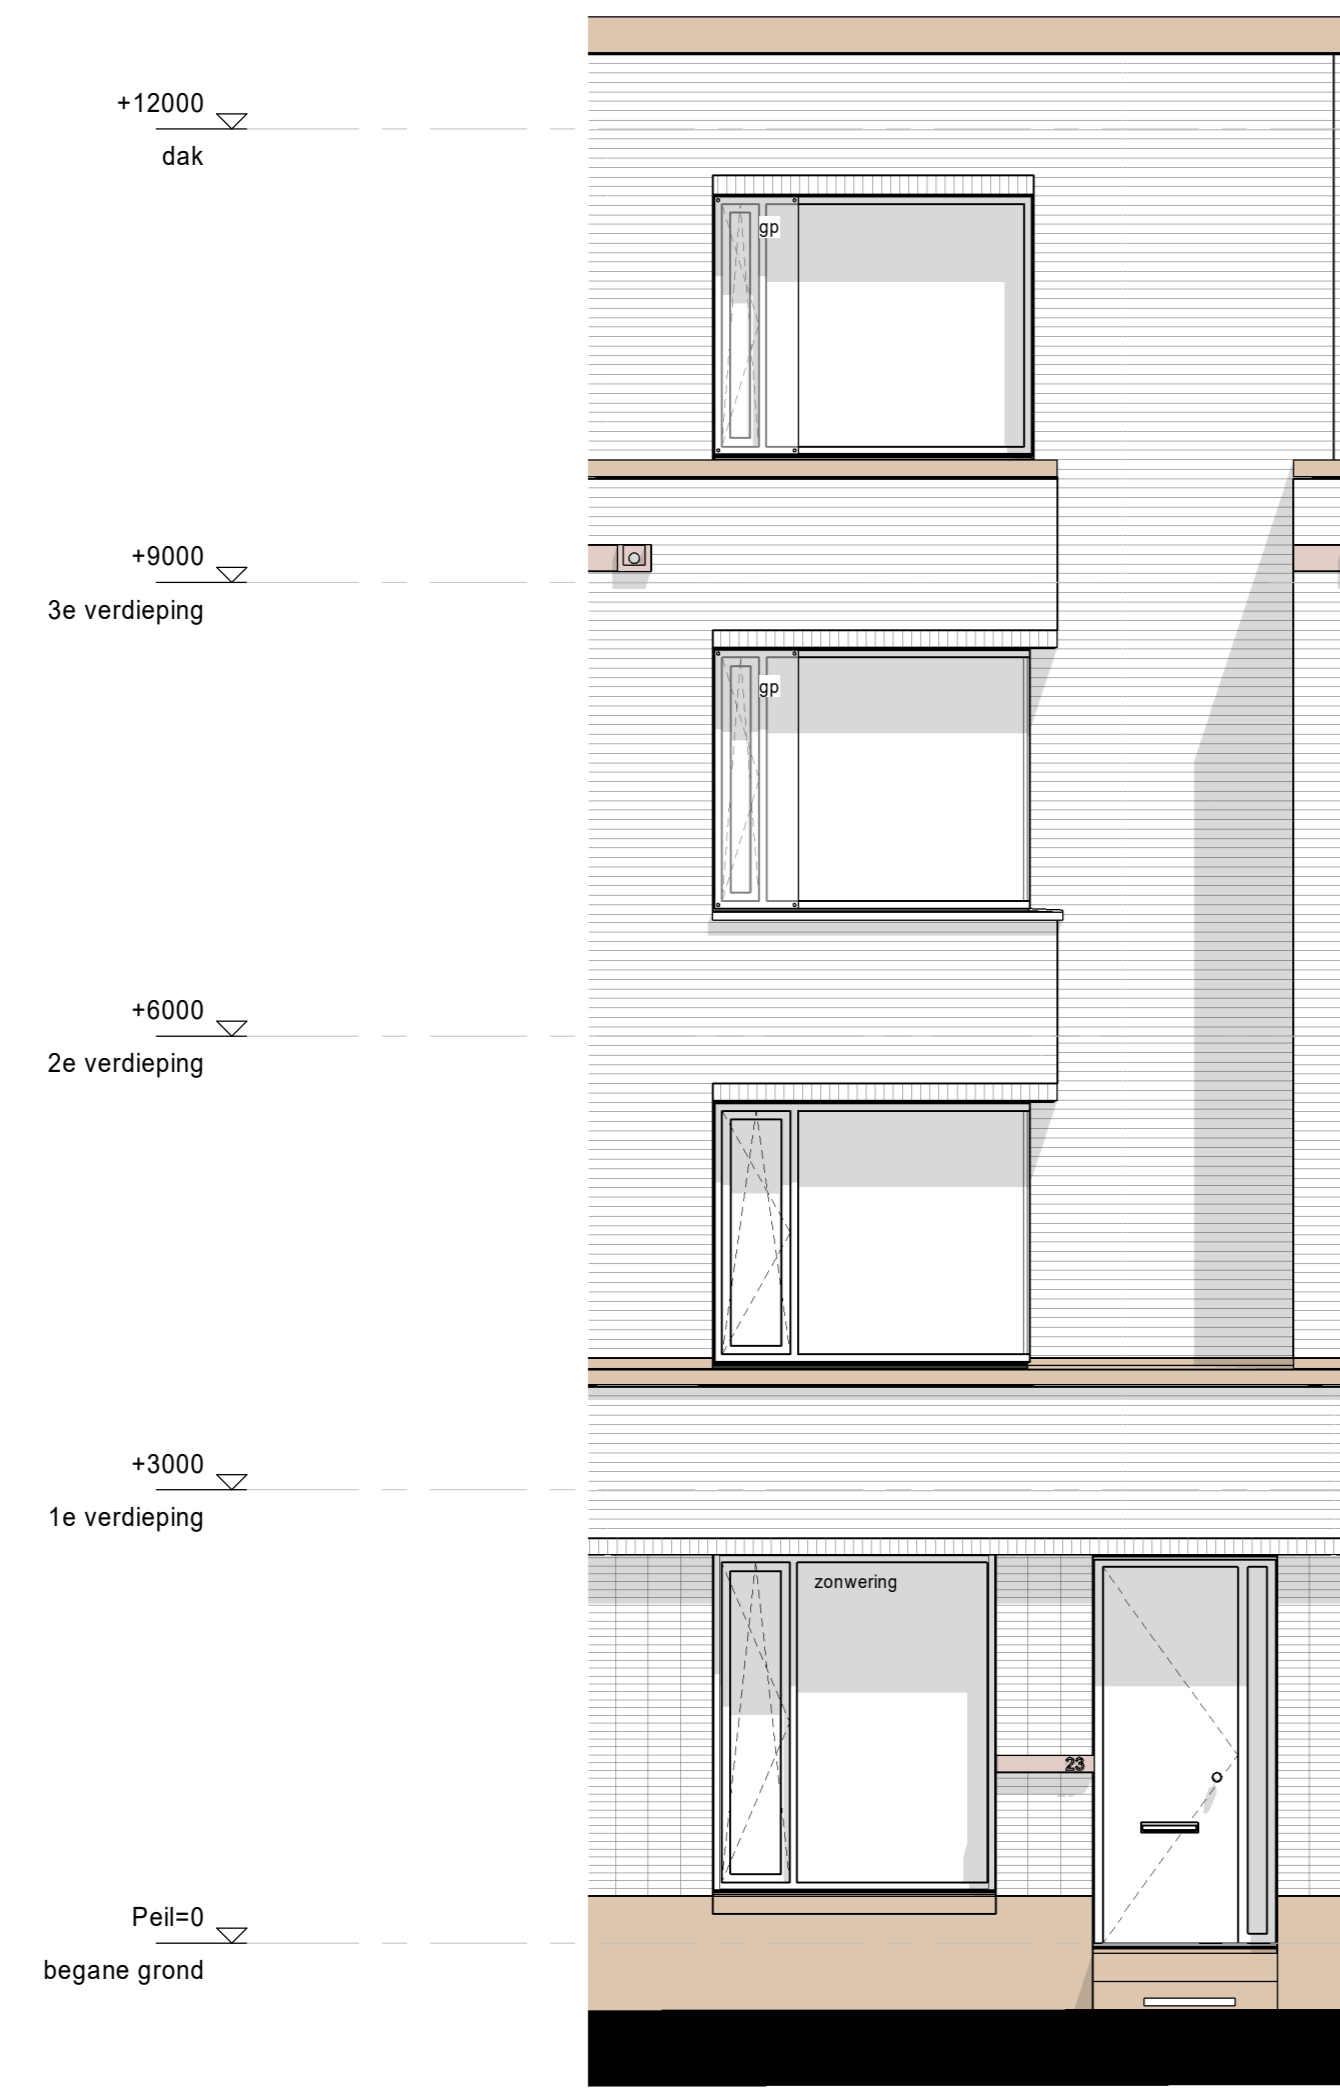 +12000
dak
gp
+9000
3e verdieping
gp
+6000
2e verdieping
+3000
1e verdieping
zonwering
23
Peil=0
begane grond